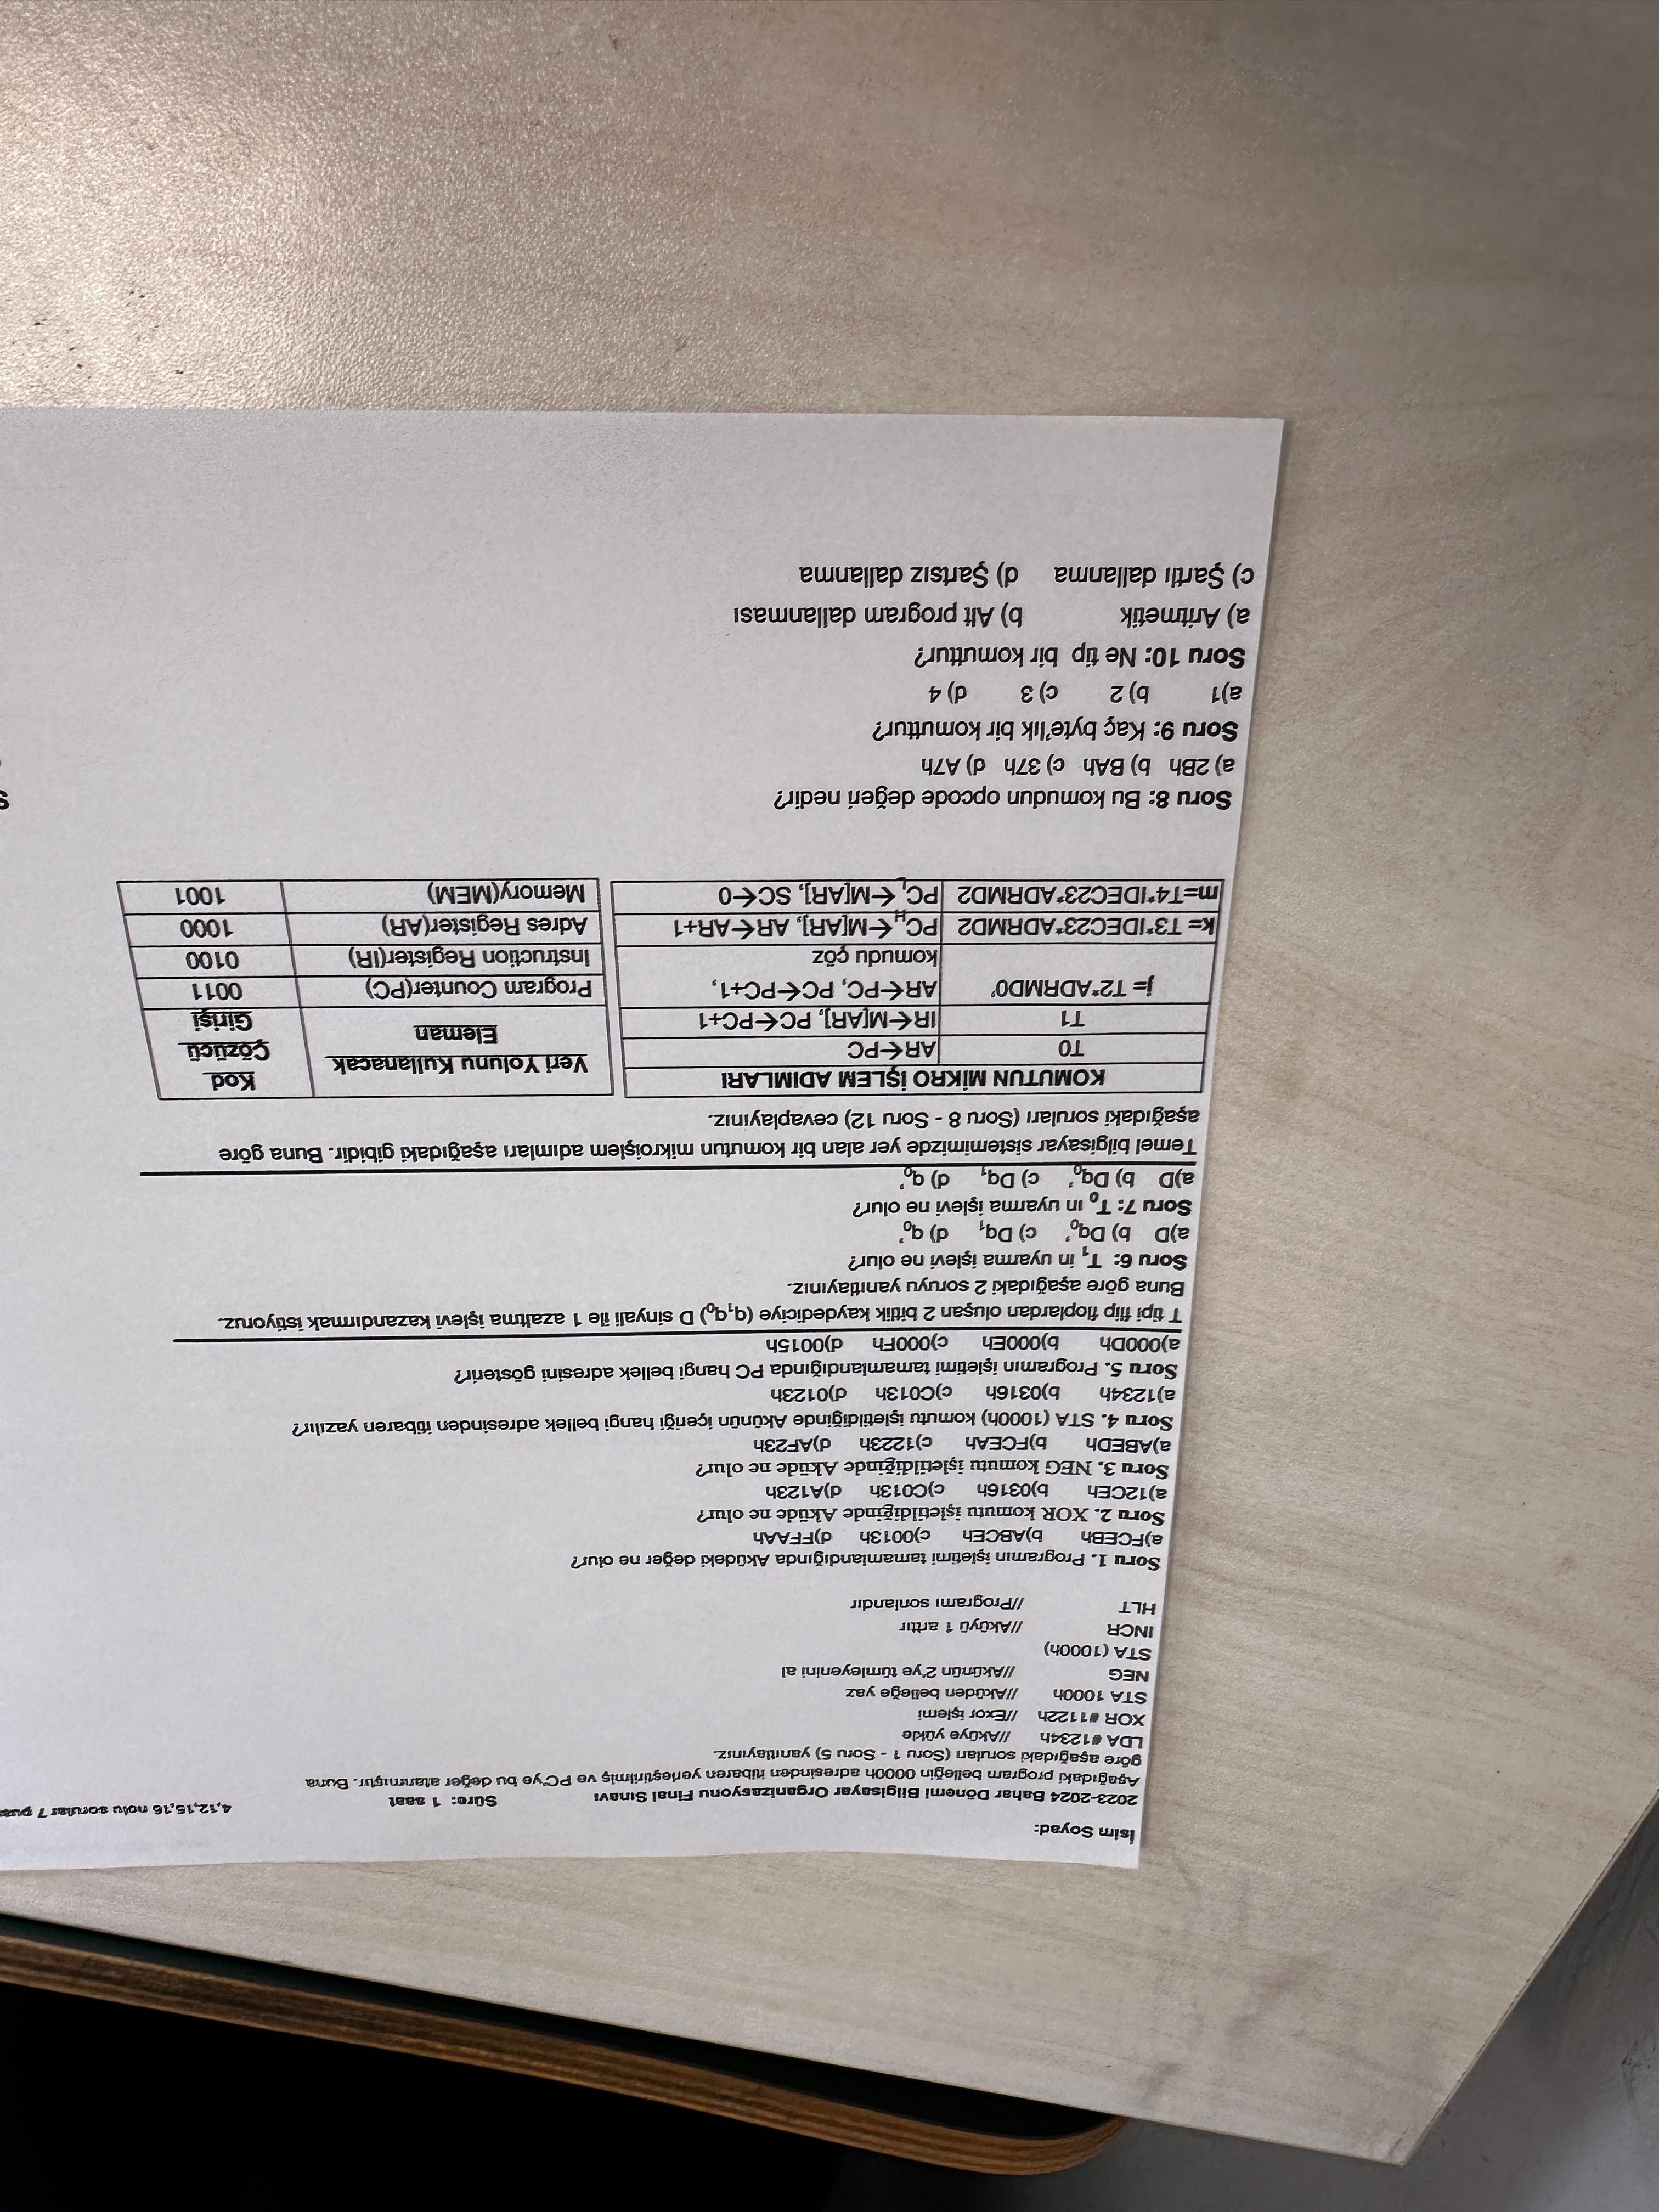 İsim Soyad:
2023-2024 Bahar Dönemi Bilgisayar Organizasyonu Final Sınavı Süre: 1 saat 4,12,15,16 nolu sorular 7
Aşağıdaki program belleğin 0000h adresinden itibaren yerleştirilmiş ve PC'ye bu değer atanmıştır. Buna
göre aşağıdaki soruları (Soru 1 - Soru 5) yanıtlayınız.
LDA #1234h //Aküye yükle
XOR #1122h //Exor işlemi
STA 1000h //Aküden belleğe yaz
NEG //Akünün 2'ye tümleyenini al
STA (1000h)
INCR //Aküyü 1 arttır
HLT //Programı sonlandır
Soru 1. Programın işletimi tamamlandığında Aküdeki değer ne olur?
a)FCEBh b)ABCEh c)0013h d)FFAAh
Soru 2. XOR komutu işletildiğinde Aküde ne olur?
a)12CEh b)0316h c)C013h d)A123h
Soru 3. NEG komutu işletildiğinde Aküde ne olur?
a)ABEDh b)FCEAh c)1223h d)AF23h
Soru 4. STA (1000h) komutu işletildiğinde Akünün içeriği hangi bellek adresinden itibaren yazılır?
a)1234h b)0316h c)C013h d)0123h
Soru 5. Programın işletimi tamamlandığında PC hangi bellek adresini gösterir?
a)000Dh b)000Eh c)000Fh d)0015h
T tipi flip floplardan oluşan 2 bitlik kaydediciye (q₁q₀) D sinyali ile 1 azaltma işlevi kazandırmak istiyoruz.
Buna göre aşağıdaki 2 soruyu yanıtlayınız.
Soru 6: T₁ in uyarma işlevi ne olur?
a)D b) Dq₀' c) Dq₁ d) q₀'
Soru 7: T₀ ın uyarma işlevi ne olur?
a)D b) Dq₀' c) Dq₁ d) q₀'
Temel bilgisayar sistemimizde yer alan bir komutun mikroişlem adımları aşağıdaki gibidir. Buna göre
aşağıdaki soruları (Soru 8 - Soru 12) cevaplayınız.
KOMUTUN MİKRO İŞLEM ADIMLARI
T0 AR←PC
T1 IR←M[AR], PC←PC+1
j= T2*ADRMD0' AR←PC, PC←PC+1,
komudu çöz
k= T3*IDEC23*ADRMD2 PC_H←M[AR], AR←AR+1
m=T4*IDEC23*ADRMD2 PC_L←M[AR], SC←0
Veri Yolunu Kullanacak
Eleman
Kod
Çözücü
Girişi
Program Counter(PC) 0011
Instruction Register(IR) 0100
Adres Register(AR) 1000
Memory(MEM) 1001
Soru 8: Bu komudun opcode değeri nedir?
a) 2Bh b) BAh c) 37h d) A7h
Soru 9: Kaç byte'lık bir komuttur?
a)1 b) 2 c) 3 d) 4
Soru 10: Ne tip bir komuttur?
a) Aritmetik b) Alt program dallanması
c) Şartlı dallanma d) Şartsız dallanma